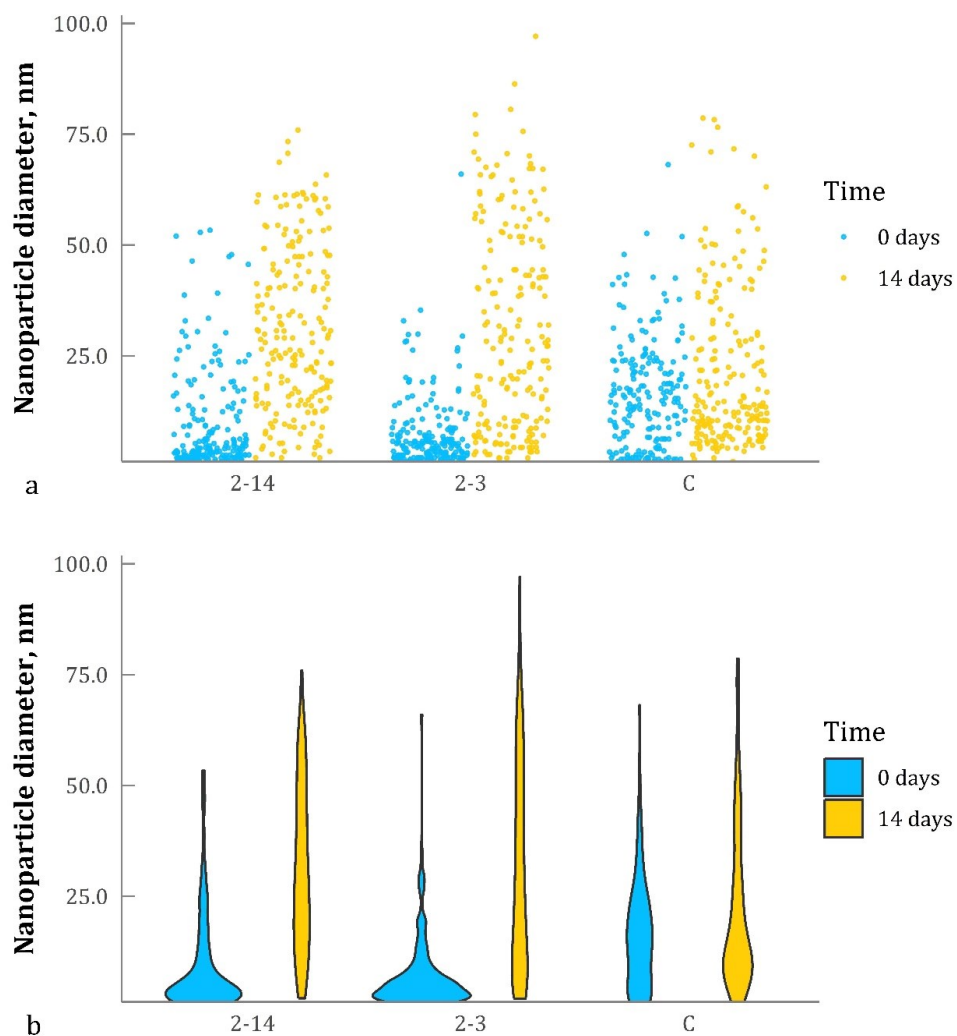 100.0
75.0
50.0
25.0
Nanoparticle diameter, nm
2-14
2-3
C
Time
0 days
14 days
a
100.0
75.0
50.0
25.0
Nanoparticle diameter, nm
2-14
2-3
C
Time
0 days
14 days
b